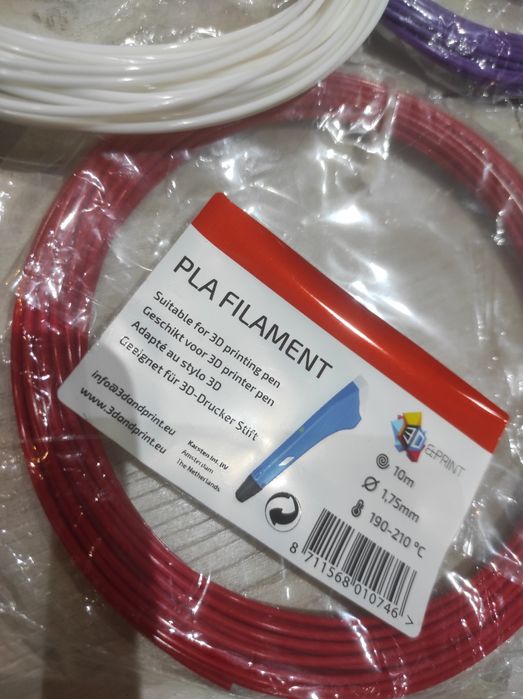 PLA FILAMENT
Suitable for 3D printing pen
Geschikt voor 3D printer pen
Adapté au stylo 3D
Geeignet für 3D-Drucker Stift
info@3dandprint.eu
www.3dandprint.eu
Karsten Int. BV
Amsterdam
The Netherlands
3D &PRINT
10m
1,75mm
190-210 °C
8 711568 010746 >